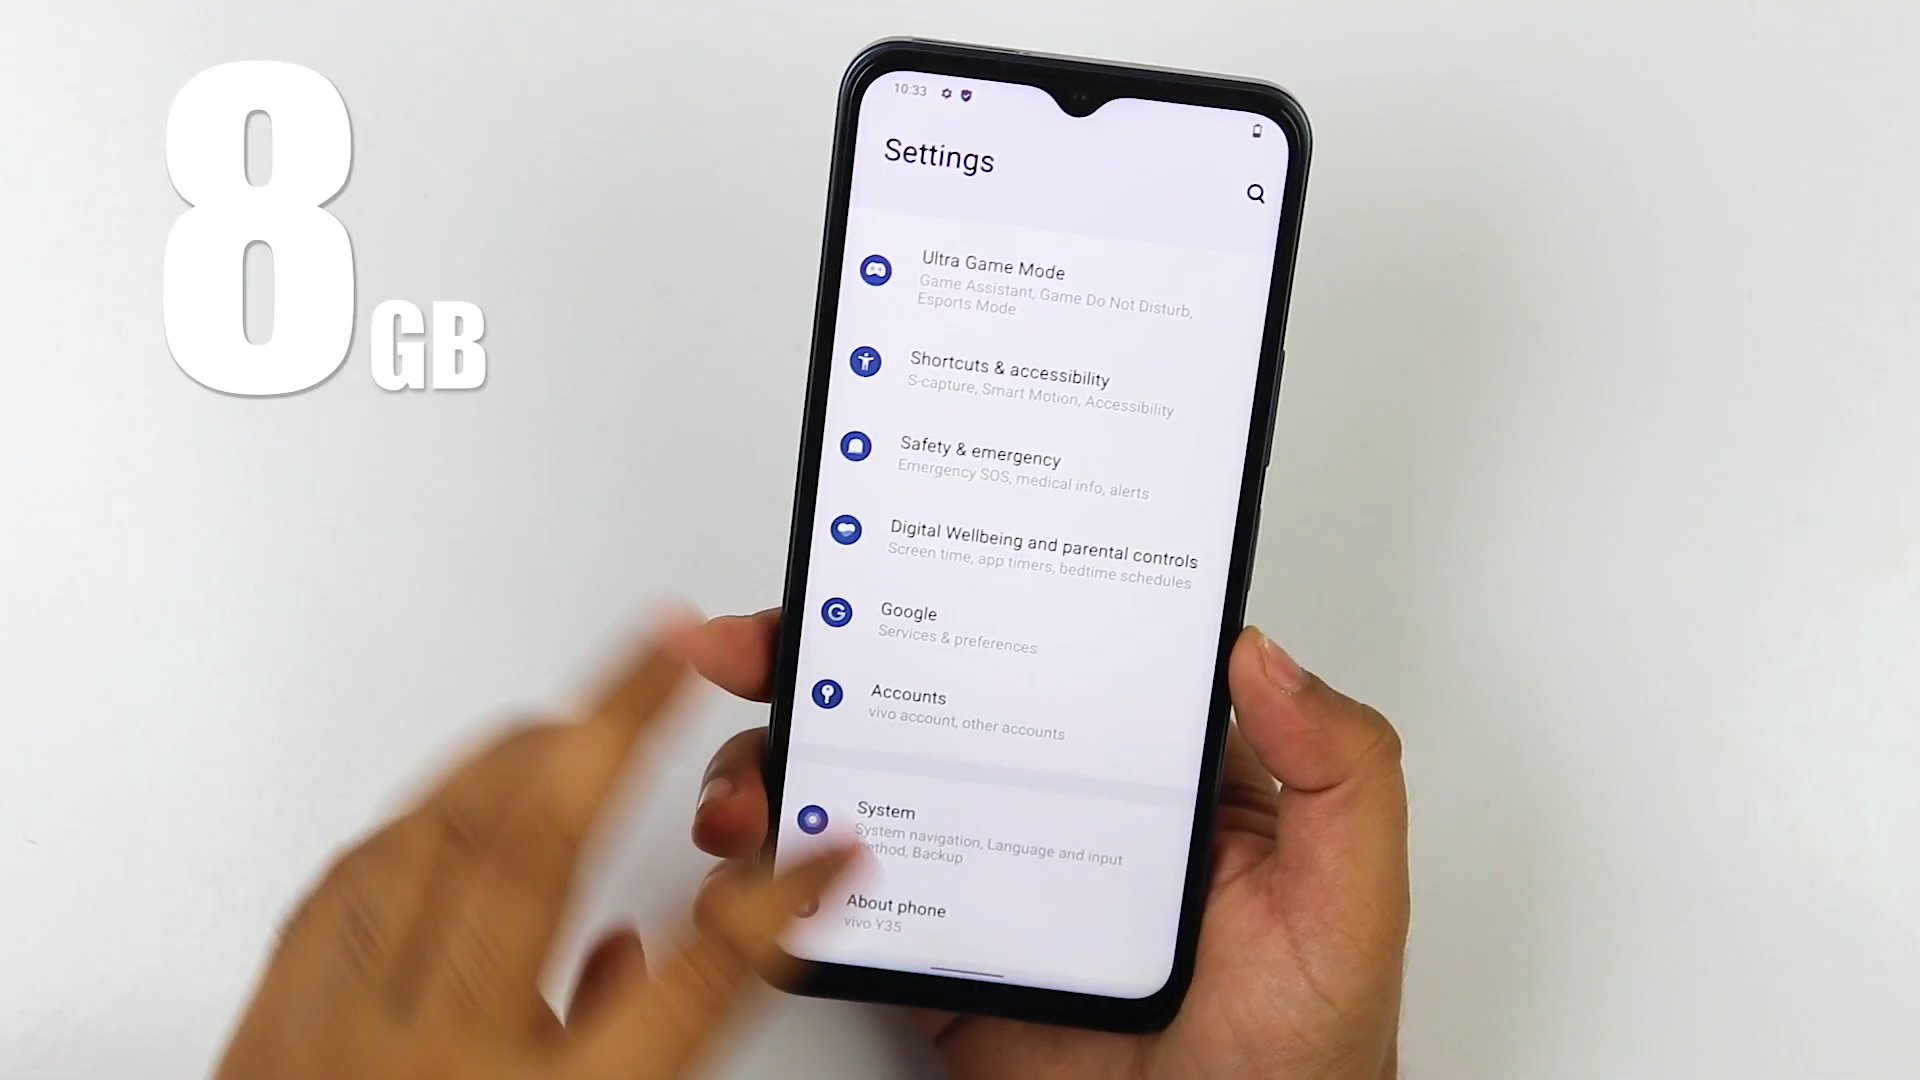 8GB
10:33
Settings
Ultra Game Mode
Game Assistant, Game Do Not Disturb,
Esports Mode
Shortcuts & accessibility
S-capture, Smart Motion, Accessibility
Safety & emergency
Emergency SOS, medical info, alerts
Digital Wellbeing and parental controls
Screen time, app timers, bedtime schedules
Google
Services & preferences
Accounts
vivo account, other accounts
System
System navigation, Language and input
method, Backup
About phone
vivo Y35